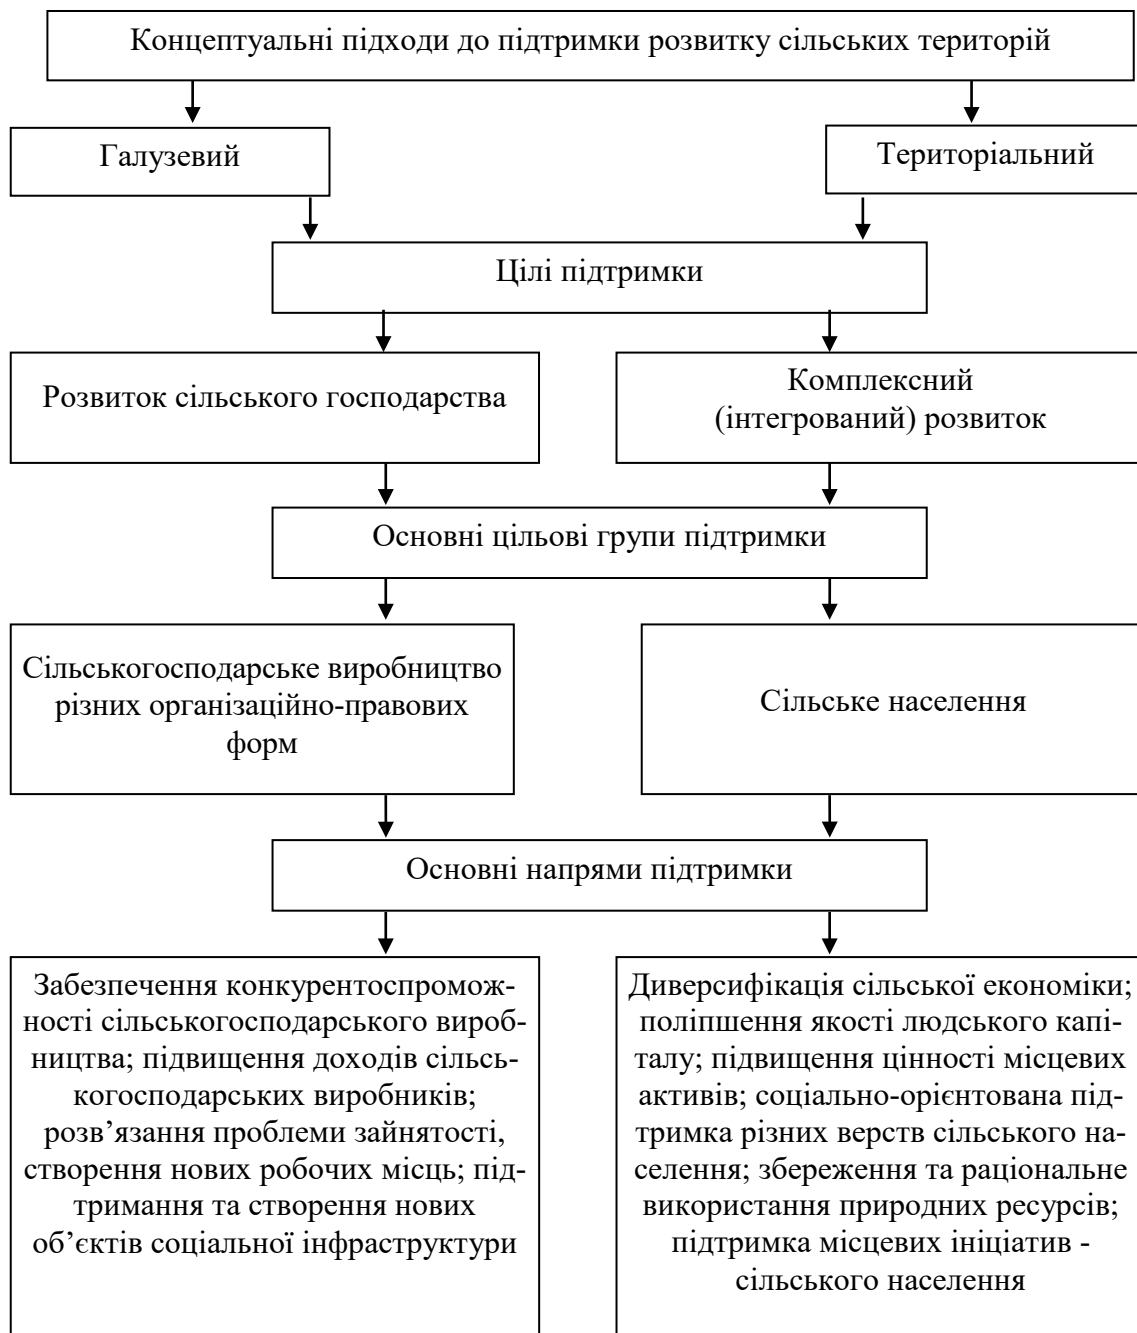 Концептуальні підходи до підтримки розвитку сільських територій
Галузевий
Територіальний
Цілі підтримки
Розвиток сільського господарства
Комплексний
(інтегрований) розвиток
Основні цільові групи підтримки
Сільськогосподарське виробництво
різних організаційно-правових
форм
Сільське населення
Основні напрями підтримки
Забезпечення конкурентоспромож-
ності сільськогосподарського вироб-
ництва; підвищення доходів сільсь-
когосподарських виробників;
розв’язання проблеми зайнятості,
створення нових робочих місць; під-
тримання та створення нових
об’єктів соціальної інфраструктури
Диверсифікація сільської економіки;
поліпшення якості людського капі-
талу; підвищення цінності місцевих
активів; соціально-орієнтована під-
тримка різних верств сільського на-
селення; збереження та раціональне
використання природних ресурсів;
підтримка місцевих ініціатив -
сільського населення